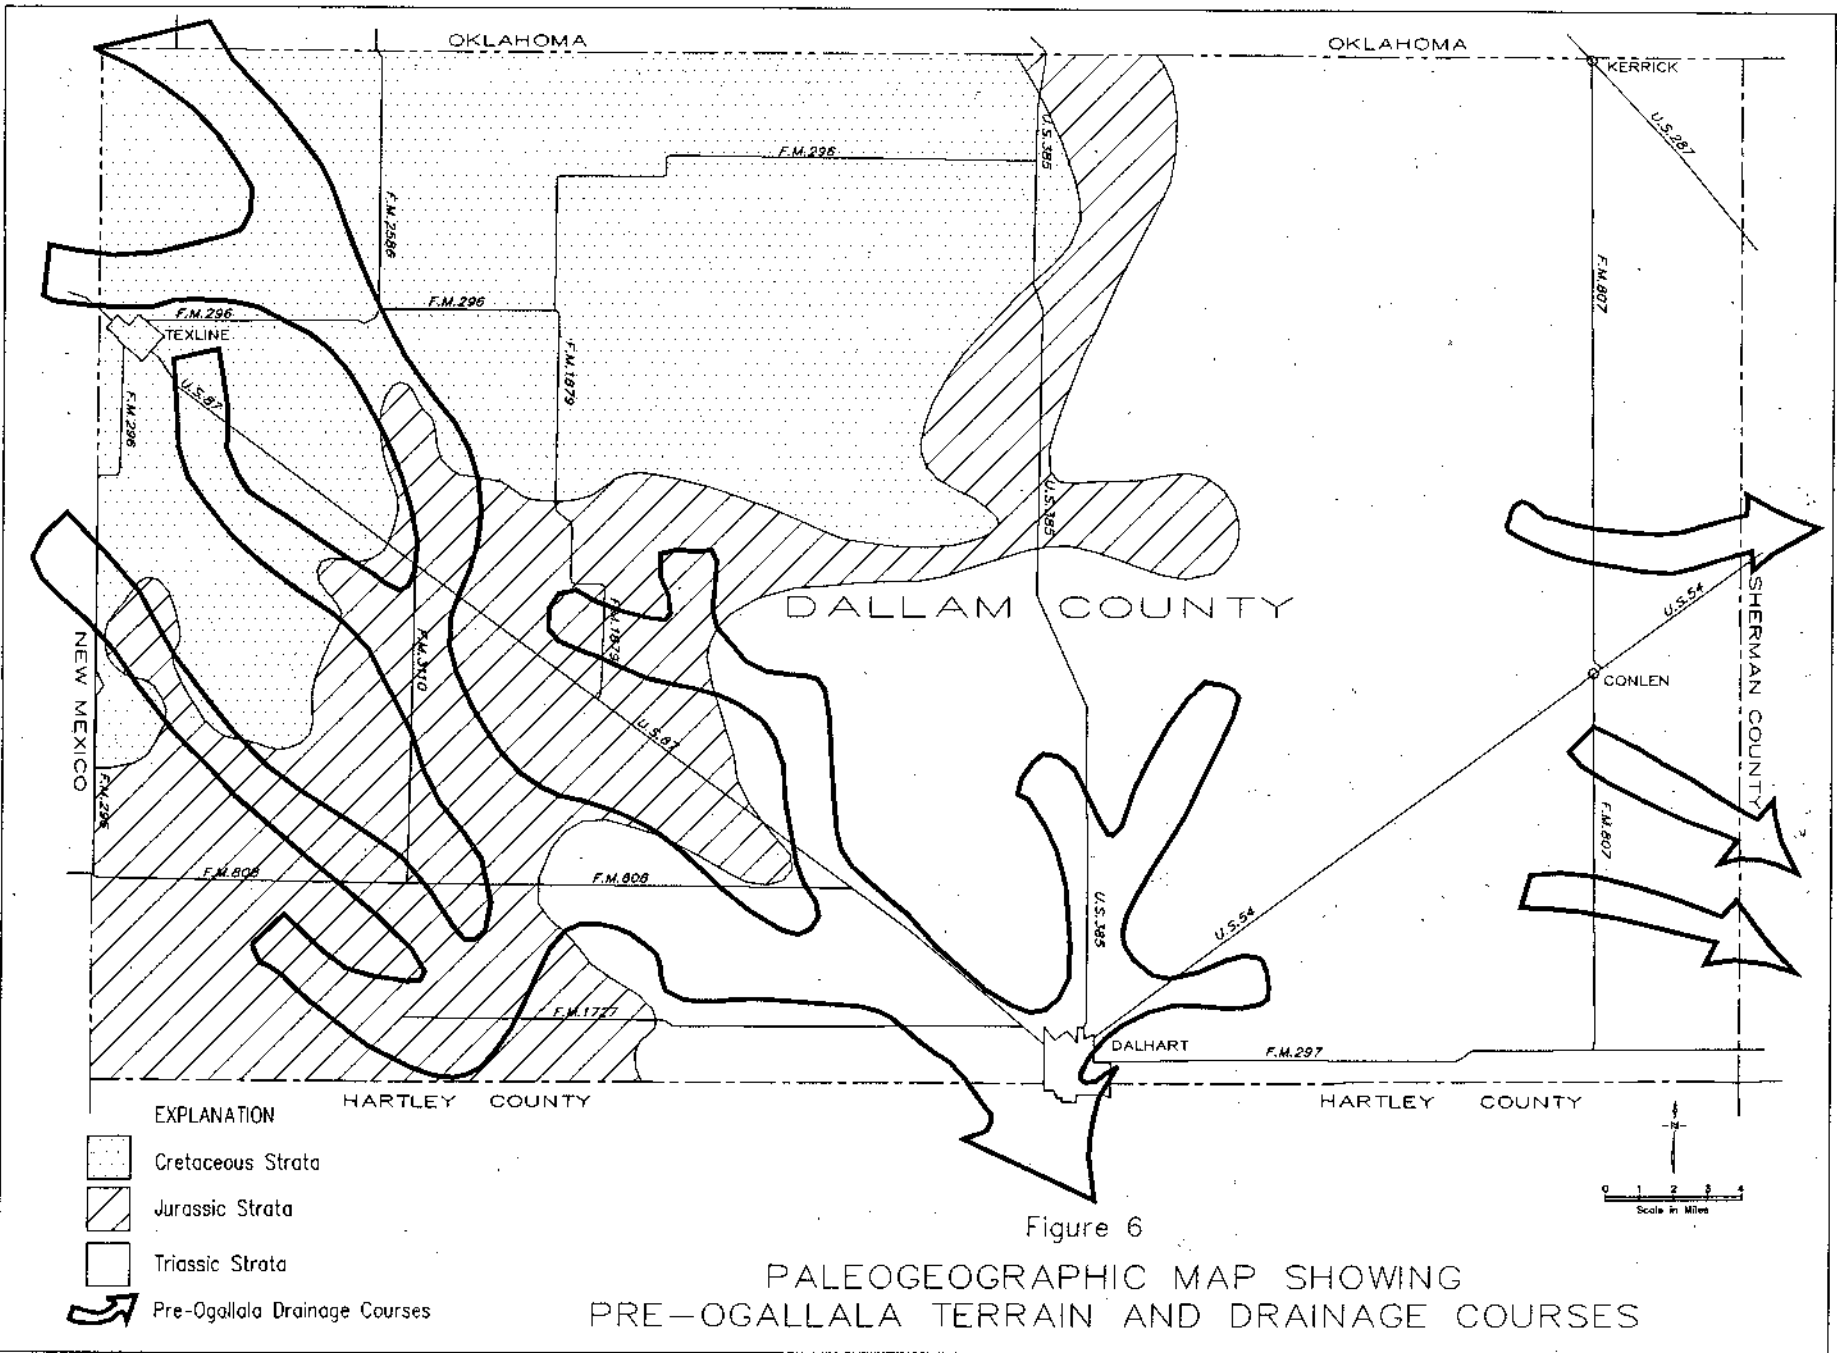 OKLAHOMA
OKLAHOMA
KERRICK
U.S.287
U.S.385
F.M.296
F.M.2586
F.M.807
F.M.296
F.M.296
TEXLINE
F.M.1879
U.S.87
F.M.296
U.S.385
DALLAM COUNTY
F.M.1879
U.S.54
SHERMAN COUNTY
NEW MEXICO
F.M.3110
CONLEN
U.S.87
F.M.296
F.M.807
F.M.808
F.M.808
U.S.385
U.S.54
F.M.1727
DALHART
F.M.297
HARTLEY COUNTY
HARTLEY COUNTY
EXPLANATION
Cretaceous Strata
Jurassic Strata
Triassic Strata
Pre-Ogallala Drainage Courses
N
0 1 2 3 4
Scale in Miles
Figure 6
PALEOGEOGRAPHIC MAP SHOWING
PRE-OGALLALA TERRAIN AND DRAINAGE COURSES